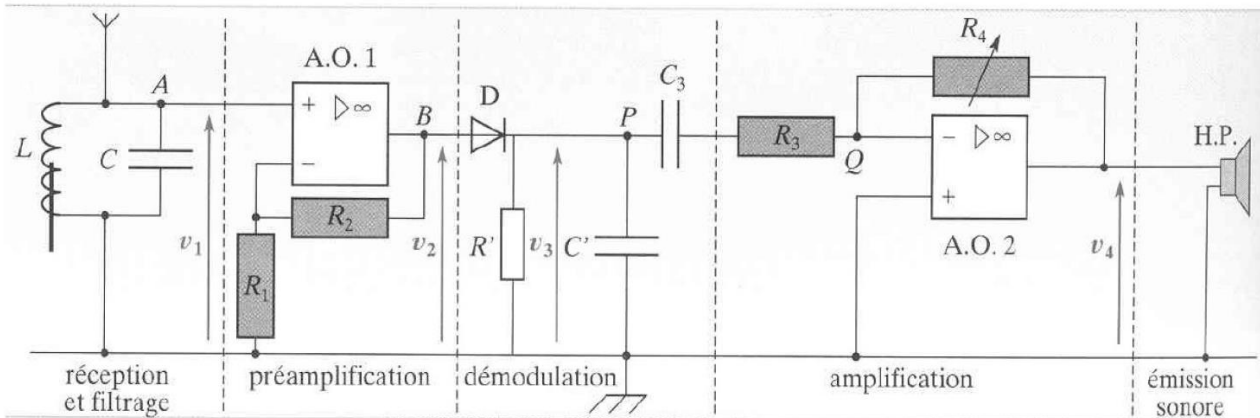 A.O. 1
R4
A
B
D
P
C3
R3
Q
H.P.
+
▷∞
−
−
▷∞
+
L
C
v1
R1
R2
v2
R'
v3
C'
A.O. 2
v4
réception
et filtrage
préamplification
démodulation
amplification
émission
sonore